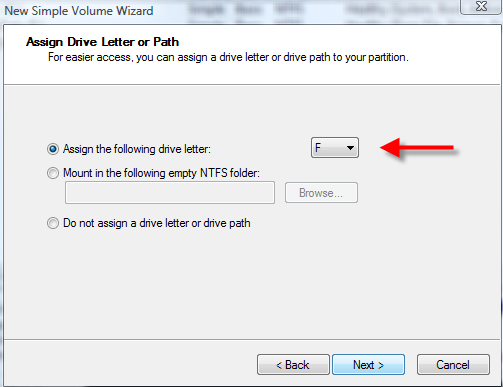 New Simple Volume Wizard
Assign Drive Letter or Path
For easier access, you can assign a drive letter or drive path to your partition.
Assign the following drive letter: F
Mount in the following empty NTFS folder:
Browse...
Do not assign a drive letter or drive path
< Back Next > Cancel